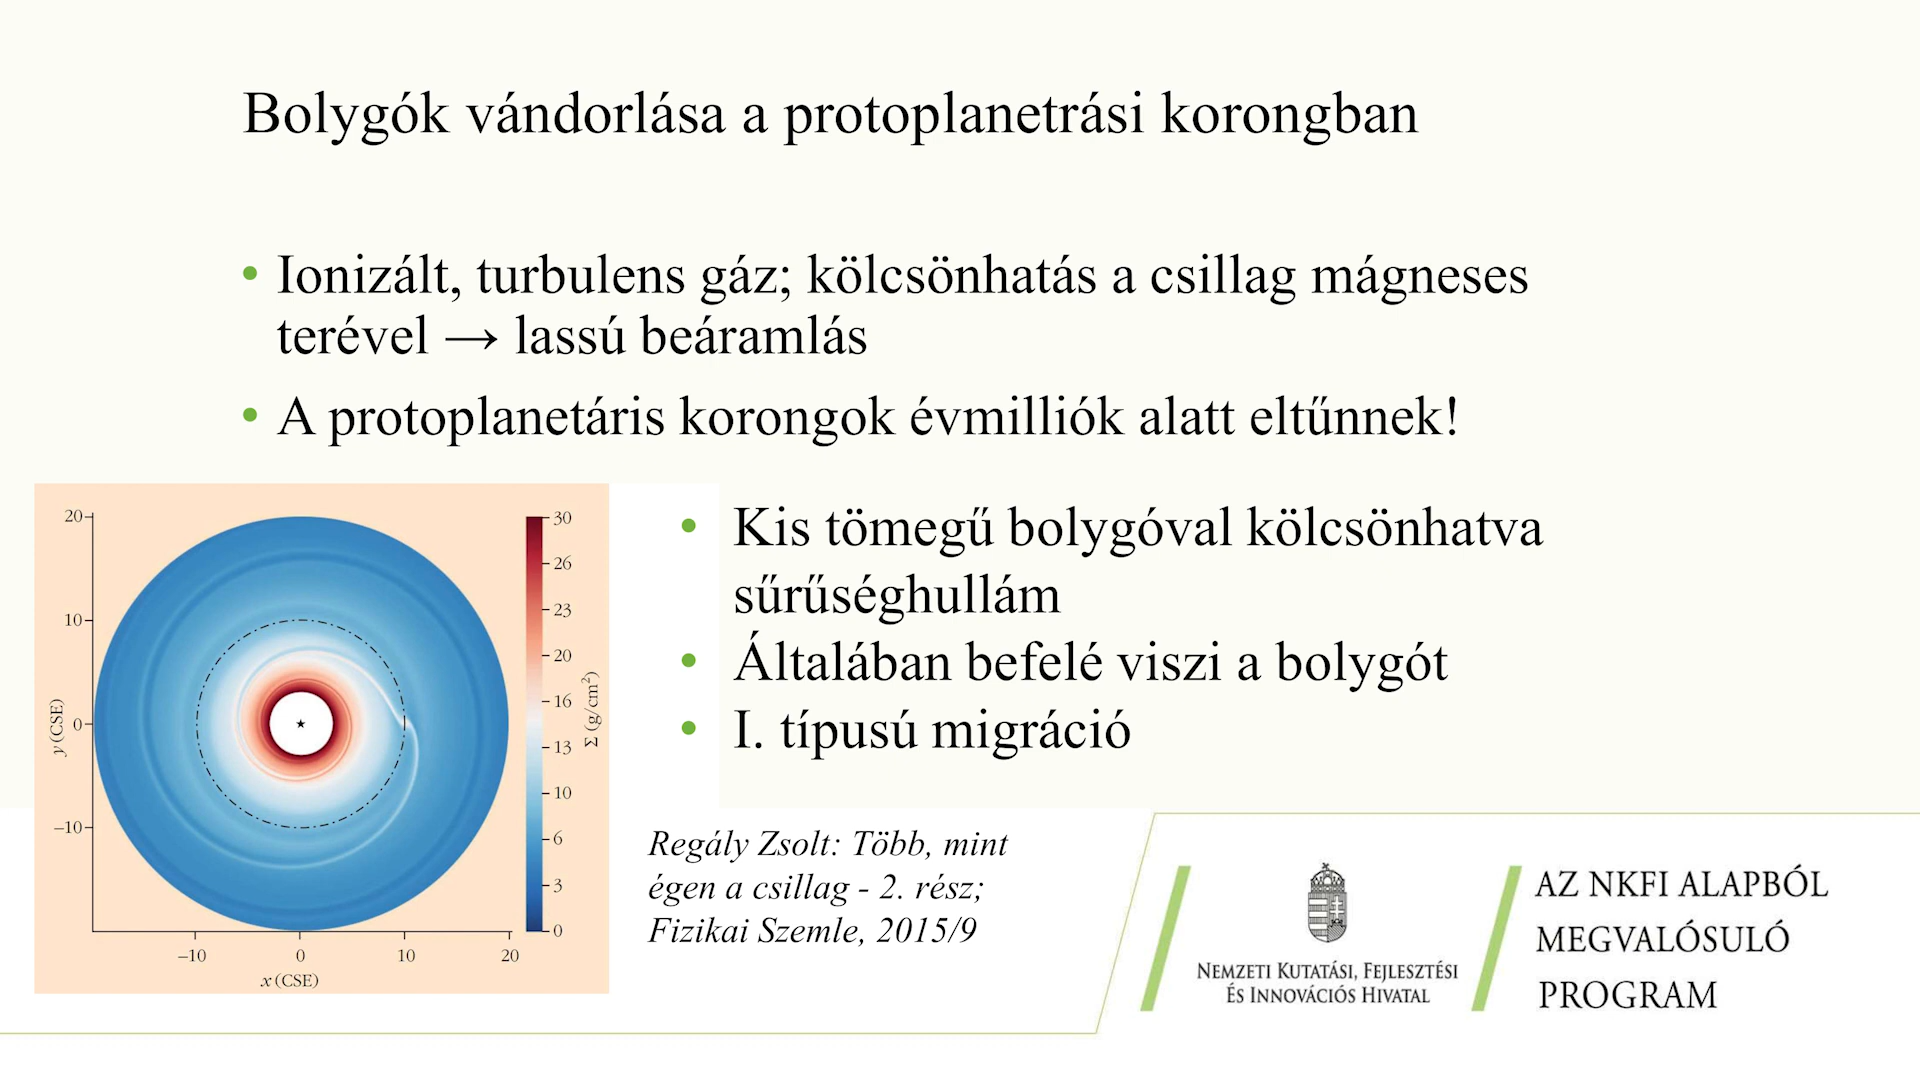 Bolygók vándorlása a protoplanetrási korongban
• Ionizált, turbulens gáz; kölcsönhatás a csillag mágneses
terével → lassú beáramlás
• A protoplanetáris korongok évmilliók alatt eltűnnek!
• Kis tömegű bolygóval kölcsönhatva
sűrűséghullám
• Általában befelé viszi a bolygót
• I. típusú migráció
20
10
0
−10
y (CSE)
−10 0 10 20
x (CSE)
30
26
23
20
16
13
10
6
3
0
Σ (g/cm²)
Regály Zsolt: Több, mint
égen a csillag - 2. rész;
Fizikai Szemle, 2015/9
NEMZETI KUTATÁSI, FEJLESZTÉSI
ÉS INNOVÁCIÓS HIVATAL
AZ NKFI ALAPBÓL
MEGVALÓSULÓ
PROGRAM